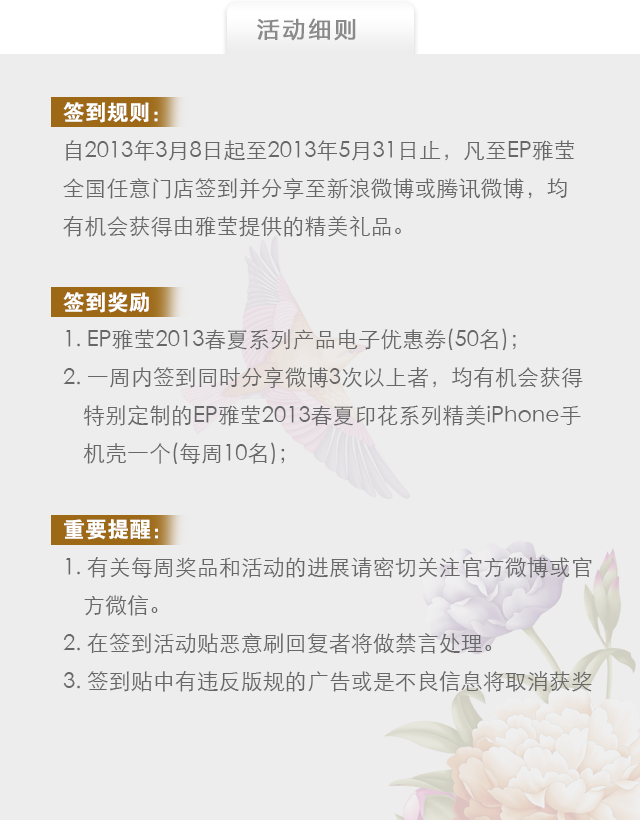 活动细则
签到规则：
自2013年3月8日起至2013年5月31日止，凡至EP雅莹
全国任意门店签到并分享至新浪微博或腾讯微博，均
有机会获得由雅莹提供的精美礼品。
签到奖励
1. EP雅莹2013春夏系列产品电子优惠券(50名)；
2. 一周内签到同时分享微博3次以上者，均有机会获得
特别定制的EP雅莹2013春夏印花系列精美iPhone手
机壳一个(每周10名)；
重要提醒：
1. 有关每周奖品和活动的进展请密切关注官方微博或官
方微信。
2. 在签到活动贴恶意刷回复者将做禁言处理。
3. 签到贴中有违反版规的广告或是不良信息将取消获奖